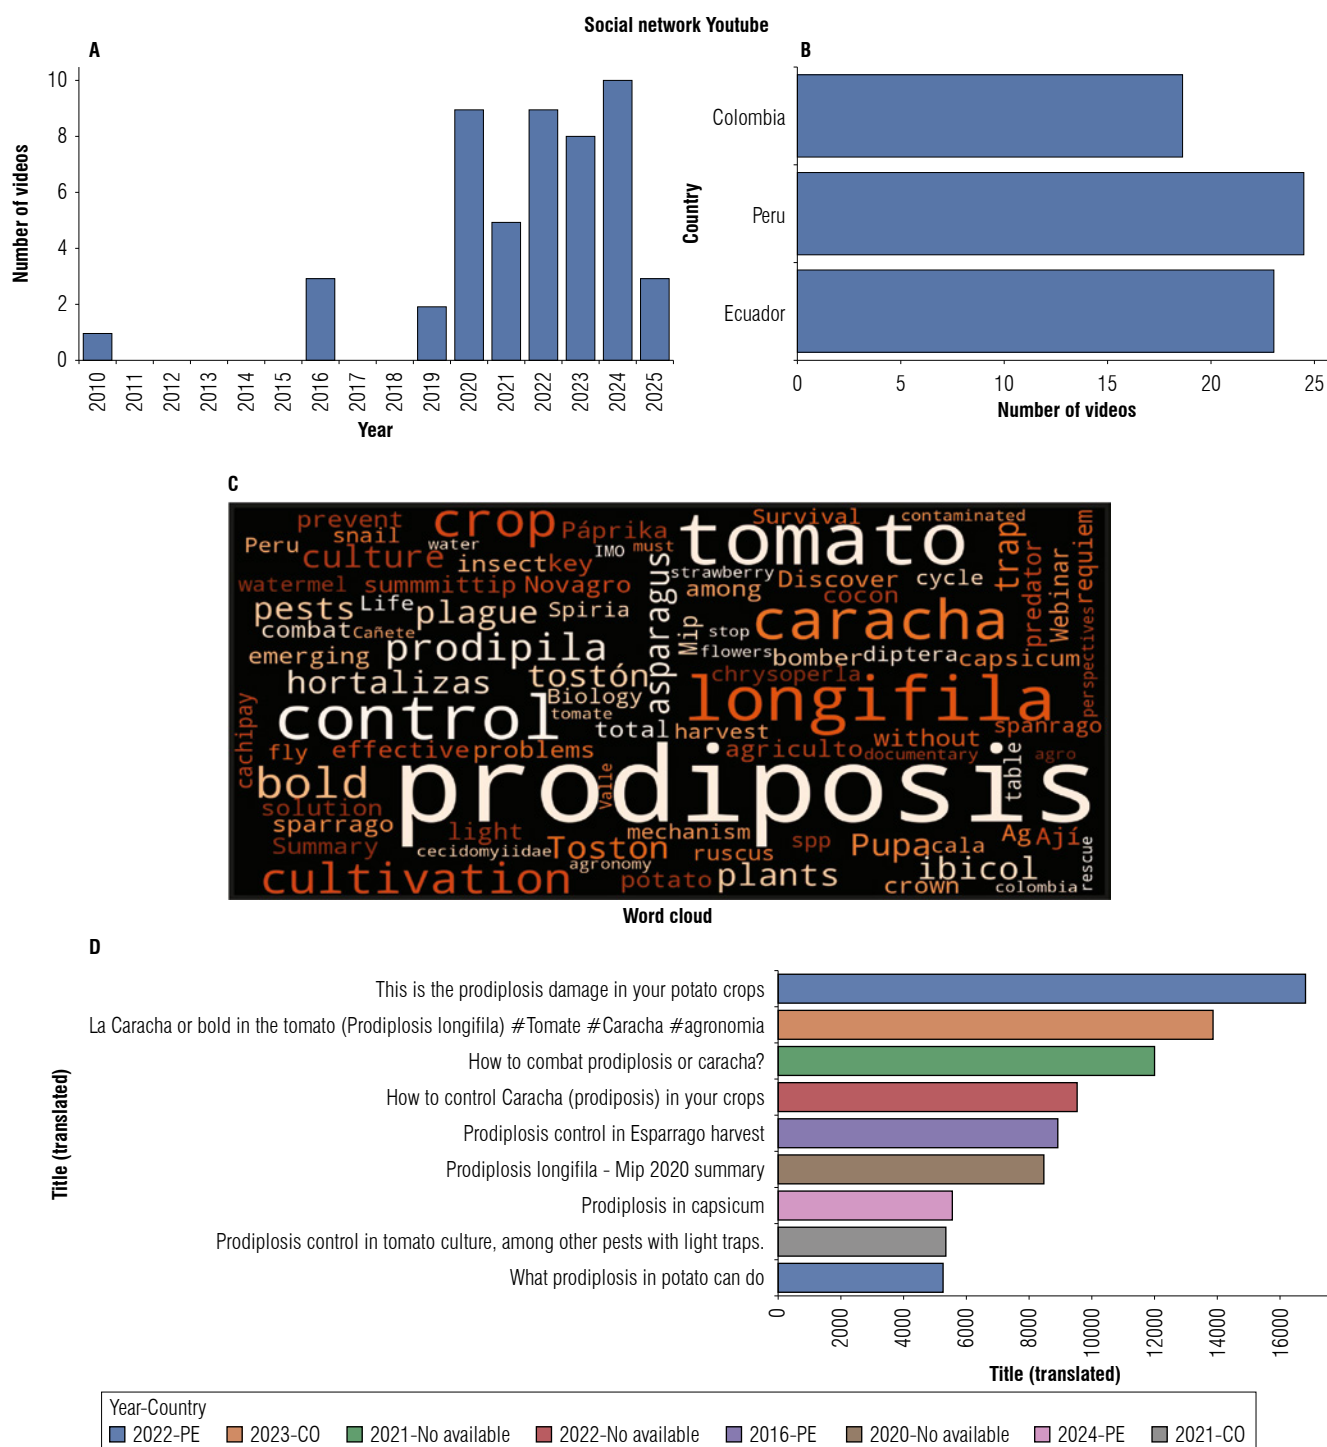 Social network Youtube
A
Number of videos
10
8
6
4
2
0
2010 2011 2012 2013 2014 2015 2016 2017 2018 2019 2020 2021 2022 2023 2024 2025
Year
B
Country
Colombia
Peru
Ecuador
0 5 10 15 20 25
Number of videos
C
prevent crop Páprika tomato Survival contaminated
snail
Peru culture water IMO must trap requiem
insect key
watermel summmittip Novagro asparagus strawberry Discover cycle predator Webinar
among cocon
pests Life plague Spiria Mip caracha
combat Cañete stop perspectives
emerging prodipila flowers bomber diptera capsicum
hortalizas tostón chrysoperla
Biology longifila
cachipay control tomate
total harvest spanrago
fly effective problems agriculto without documentary agro
bold prodiposis table
Valle
solution
sparrago light mechanism spp Pupa cala Ag Ají
Summary cecidomyiidae Toston ruscus
agronomy ibicol rescue
cultivation potato plants crown colombia
Word cloud
D
Title (translated)
This is the prodiplosis damage in your potato crops
La Caracha or bold in the tomato (Prodiplosis longifila) #Tomate #Caracha #agronomia
How to combat prodiplosis or caracha?
How to control Caracha (prodiposis) in your crops
Prodiplosis control in Esparrago harvest
Prodiplosis longifila - Mip 2020 summary
Prodiplosis in capsicum
Prodiplosis control in tomato culture, among other pests with light traps.
What prodiplosis in potato can do
0 2000 4000 6000 8000 10000 12000 14000 16000
Title (translated)
Year-Country
2022-PE 2023-CO 2021-No available 2022-No available 2016-PE 2020-No available 2024-PE 2021-CO